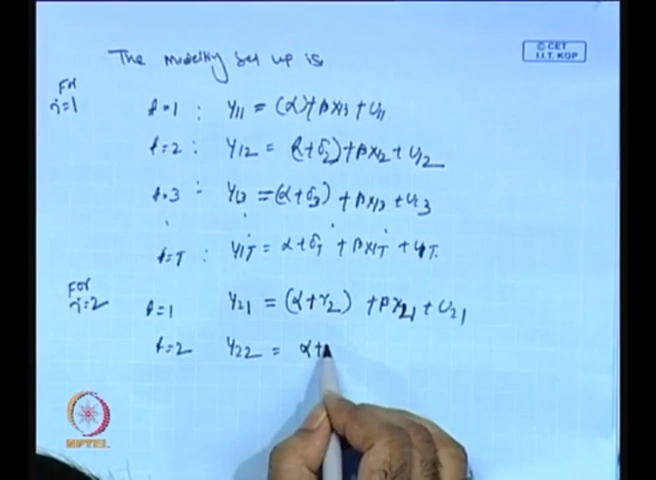 The modelling set up is
© CET
I.I.T. KGP
For
n=1
t=1 : Y11 = (α) + βX13 + U11
t=2 : Y12 = (α+δ2) + βX12 + U12
t=3 : Y13 = (α+δ3) + βX13 + U13
t=T : Y1T = α+δT + βX1T + U1T
For
n=2
t=1 Y21 = (α+γ2) + βX21 + U21
t=2 Y22 = α+
NPTEL